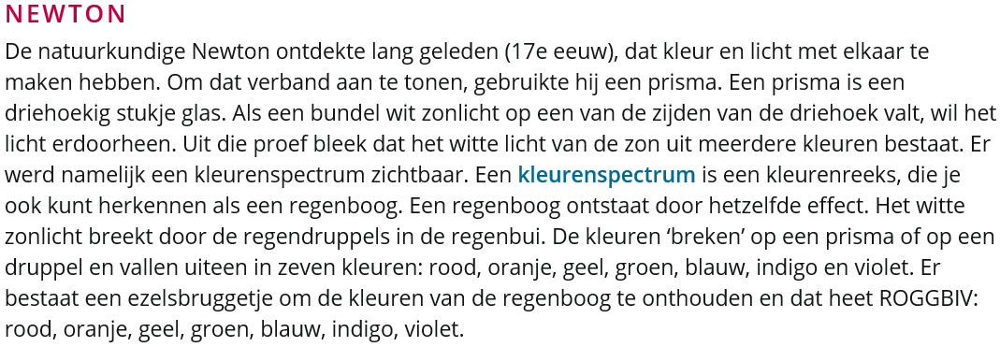 NEWTON
De natuurkundige Newton ontdekte lang geleden (17e eeuw), dat kleur en licht met elkaar te
maken hebben. Om dat verband aan te tonen, gebruikte hij een prisma. Een prisma is een
driehoekig stukje glas. Als een bundel wit zonlicht op een van de zijden van de driehoek valt, wil het
licht erdoorheen. Uit die proef bleek dat het witte licht van de zon uit meerdere kleuren bestaat. Er
werd namelijk een kleurenspectrum zichtbaar. Een kleurenspectrum is een kleurenreeks, die je
ook kunt herkennen als een regenboog. Een regenboog ontstaat door hetzelfde effect. Het witte
zonlicht breekt door de regendruppels in de regenbui. De kleuren ‘breken’ op een prisma of op een
druppel en vallen uiteen in zeven kleuren: rood, oranje, geel, groen, blauw, indigo en violet. Er
bestaat een ezelsbruggetje om de kleuren van de regenboog te onthouden en dat heet ROGGBIV:
rood, oranje, geel, groen, blauw, indigo, violet.